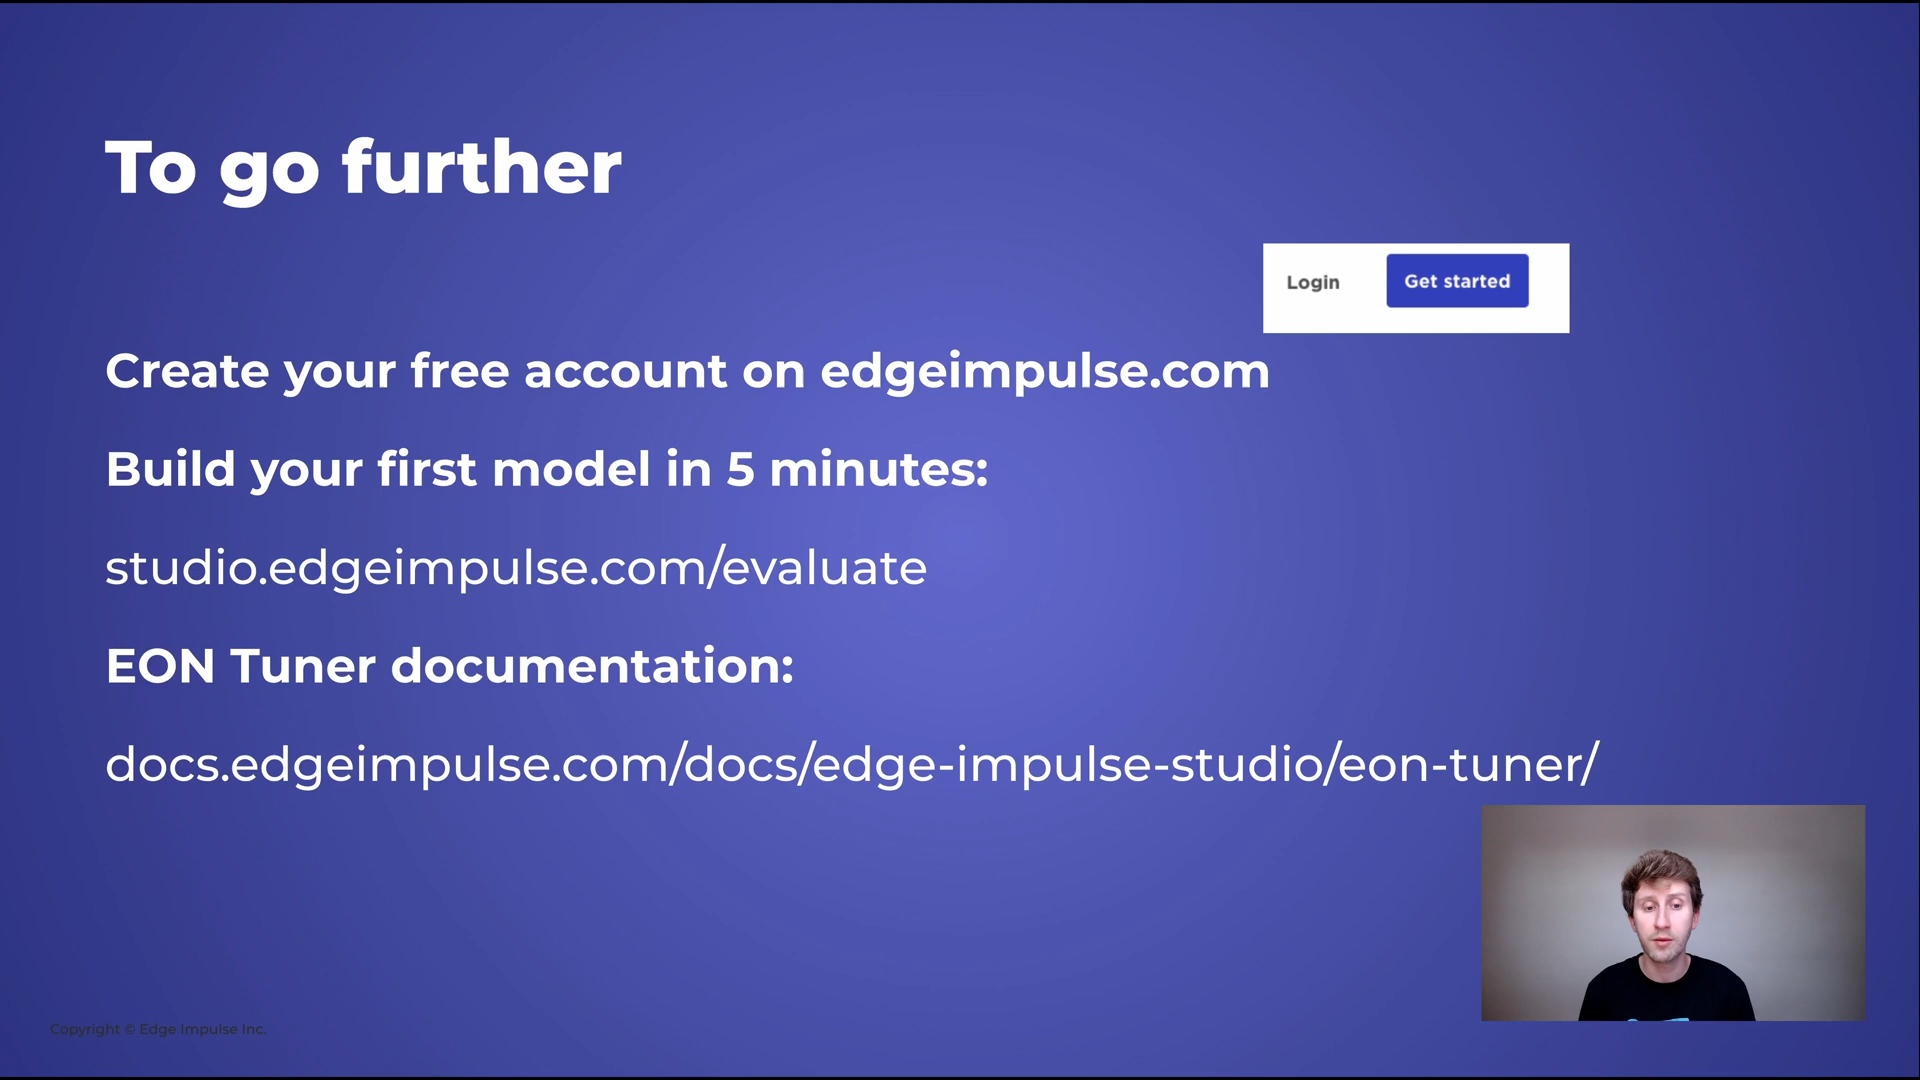 To go further
Login
Get started
Create your free account on edgeimpulse.com
Build your first model in 5 minutes:
studio.edgeimpulse.com/evaluate
EON Tuner documentation:
docs.edgeimpulse.com/docs/edge-impulse-studio/eon-tuner/
Copyright © Edge Impulse Inc.